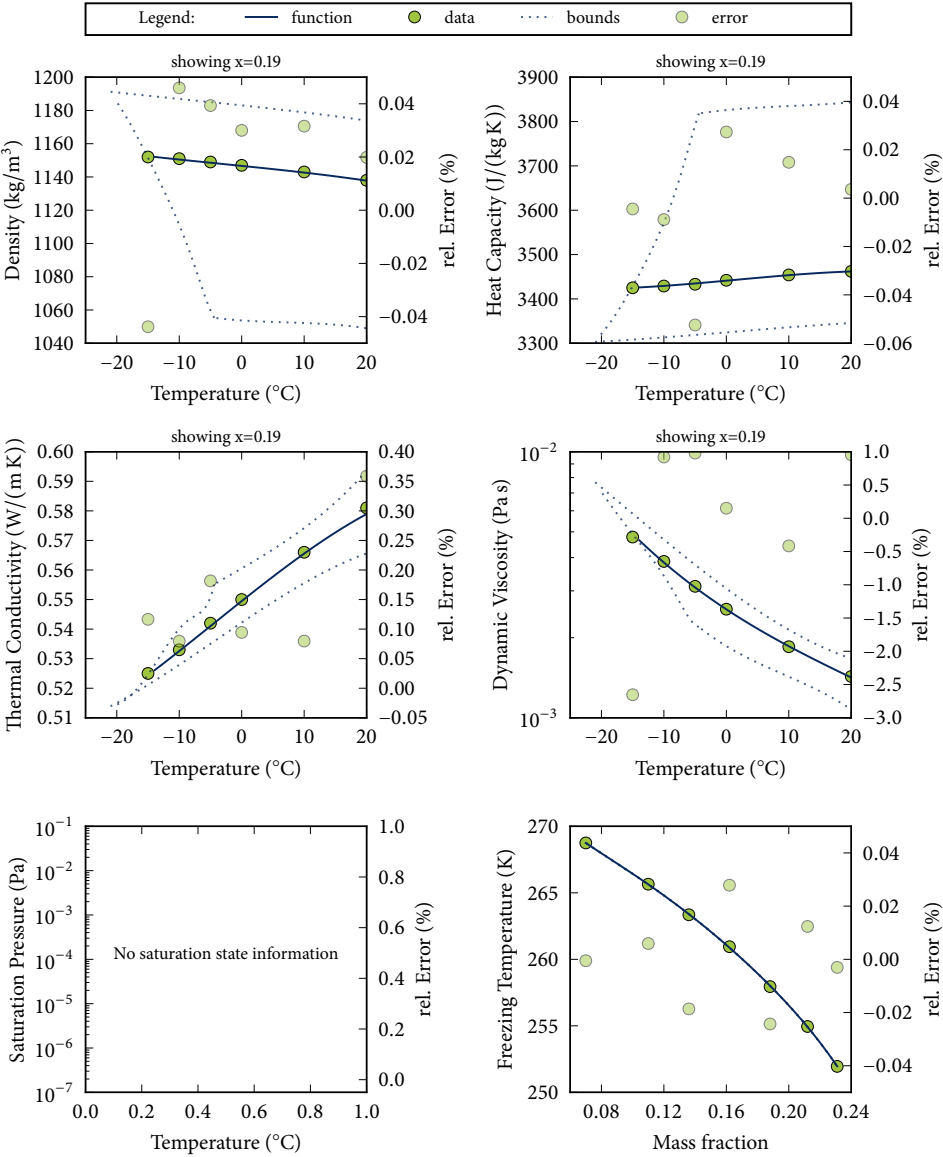 Legend: function data bounds error
showing x=0.19
Density (kg/m3)
1200
1180
1160
1140
1120
1100
1080
1060
1040
−20 −10 0 10 20
Temperature (°C)
0.04
0.02
0.00
−0.02
−0.04
rel. Error (%)
showing x=0.19
Heat Capacity (J/(kg K))
3900
3800
3700
3600
3500
3400
3300
−20 −10 0 10 20
Temperature (°C)
0.04
0.02
0.00
−0.02
−0.04
−0.06
rel. Error (%)
showing x=0.19
Thermal Conductivity (W/(m K))
0.60
0.59
0.58
0.57
0.56
0.55
0.54
0.53
0.52
0.51
−20 −10 0 10 20
Temperature (°C)
0.40
0.35
0.30
0.25
0.20
0.15
0.10
0.05
0.00
−0.05
rel. Error (%)
showing x=0.19
Dynamic Viscosity (Pa s)
10−2
10−3
−20 −10 0 10 20
Temperature (°C)
1.0
0.5
0.0
−0.5
−1.0
−1.5
−2.0
−2.5
−3.0
rel. Error (%)
Saturation Pressure (Pa)
10−1
10−2
10−3
10−4
10−5
10−6
10−7
No saturation state information
0.0 0.2 0.4 0.6 0.8 1.0
Temperature (°C)
1.0
0.8
0.6
0.4
0.2
0.0
rel. Error (%)
Freezing Temperature (K)
270
265
260
255
250
0.08 0.12 0.16 0.20 0.24
Mass fraction
0.04
0.02
0.00
−0.02
−0.04
rel. Error (%)